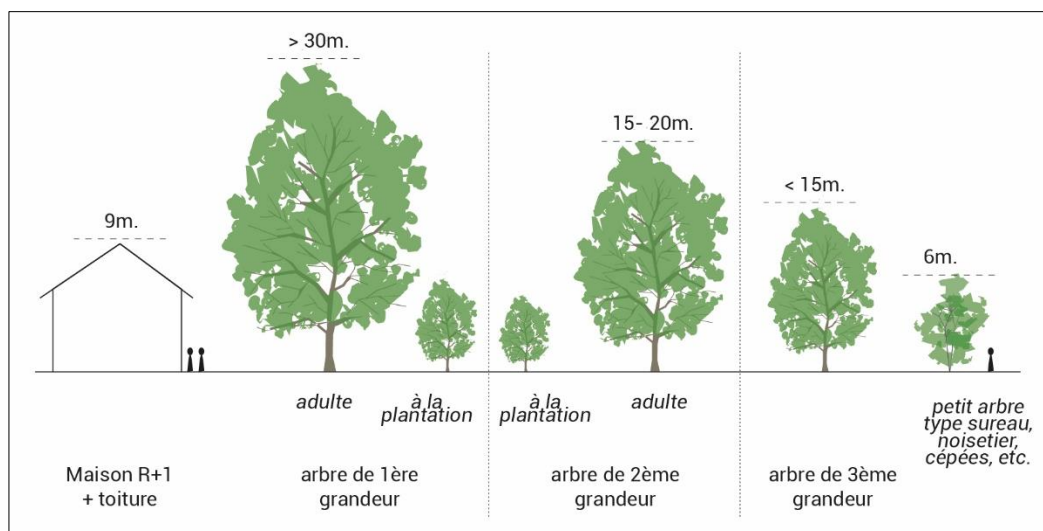 > 30m.
15- 20m.
< 15m.
9m.
6m.
adulte
à la
plantation
à la
plantation
adulte
petit arbre
type sureau,
noisetier,
cépées, etc.
Maison R+1
+ toiture
arbre de 1ère
grandeur
arbre de 2ème
grandeur
arbre de 3ème
grandeur